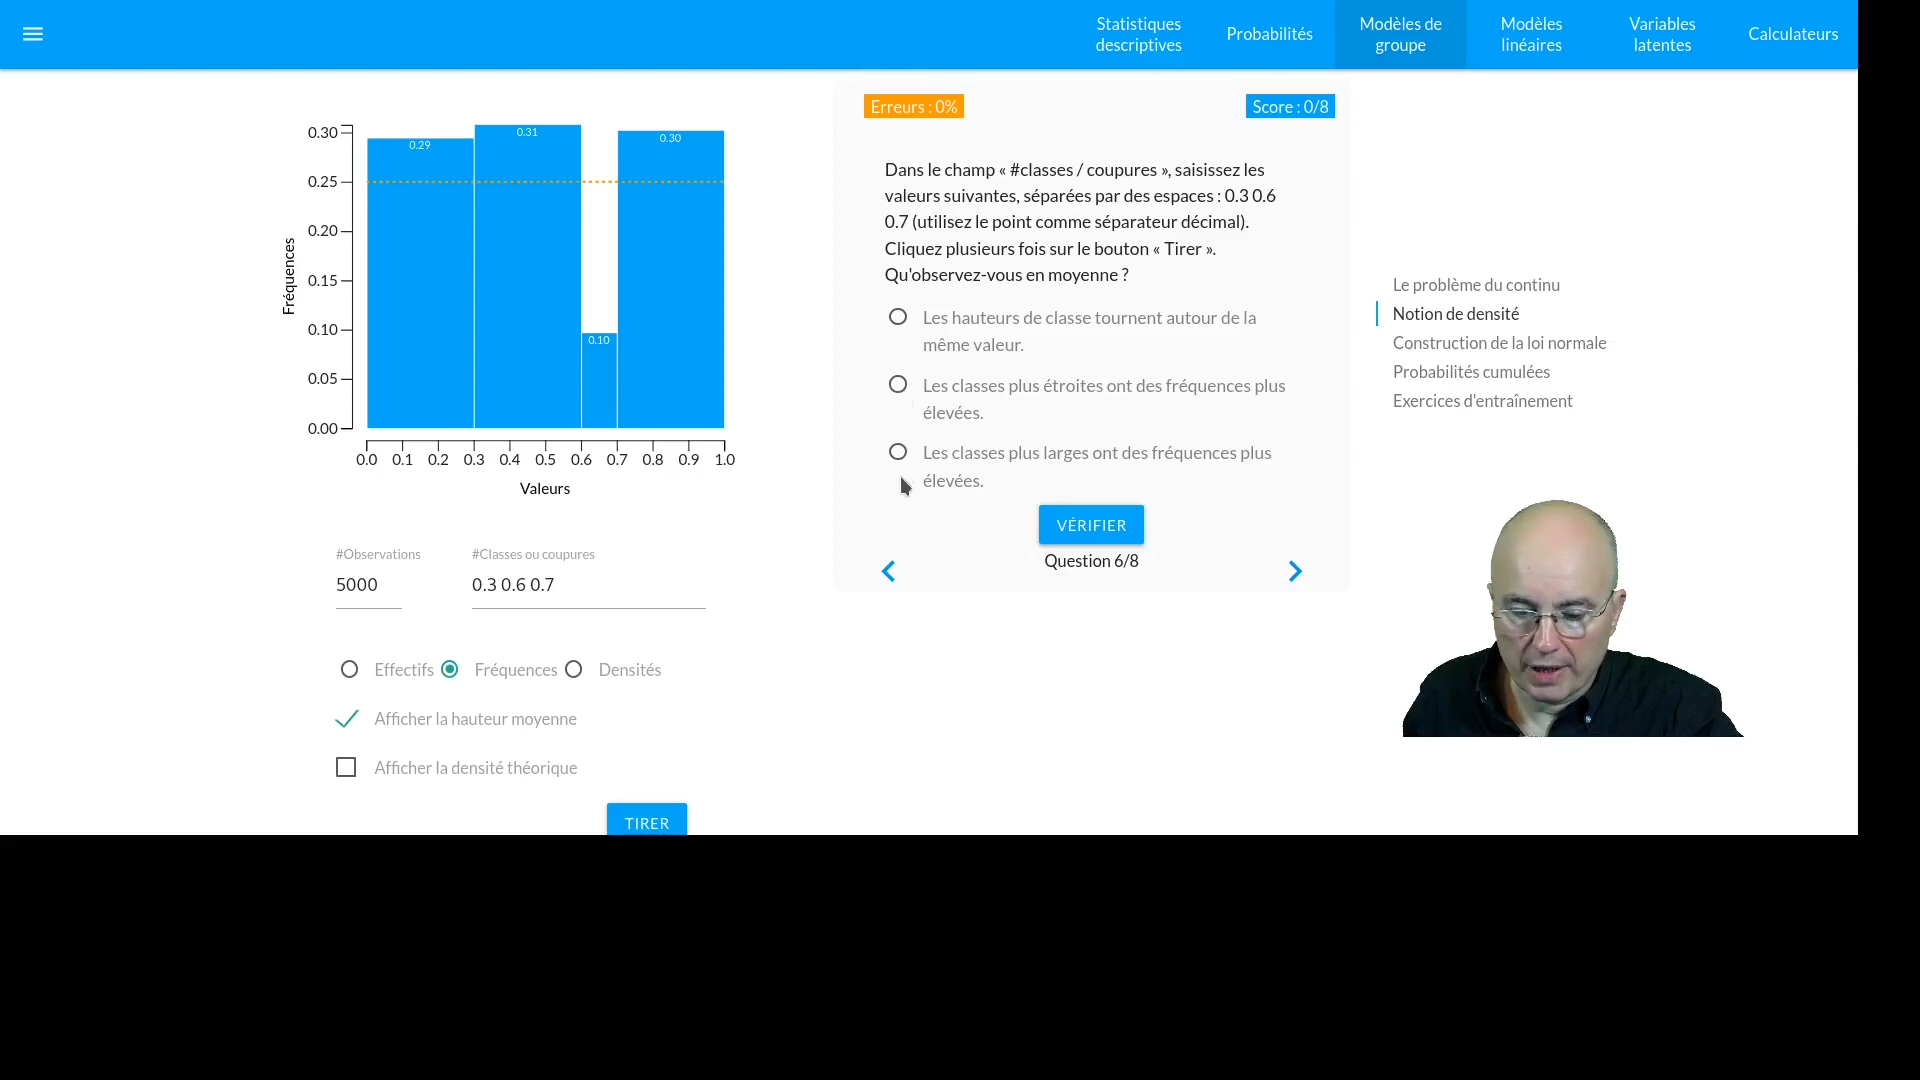 Statistiques
descriptives
Probabilités
Modèles de
groupe
Modèles
linéaires
Variables
latentes
Calculateurs
0.30
0.25
0.20
0.15
0.10
0.05
0.00
Fréquences
0.29
0.31
0.10
0.30
0.0 0.1 0.2 0.3 0.4 0.5 0.6 0.7 0.8 0.9 1.0
Valeurs
#Observations
5000
#Classes ou coupures
0.3 0.6 0.7
Effectifs Fréquences Densités
Afficher la hauteur moyenne
Afficher la densité théorique
TIRER
Erreurs : 0%
Score : 0/8
Dans le champ « #classes / coupures », saisissez les
valeurs suivantes, séparées par des espaces : 0.3 0.6
0.7 (utilisez le point comme séparateur décimal).
Cliquez plusieurs fois sur le bouton « Tirer ».
Qu'observez-vous en moyenne ?
Les hauteurs de classe tournent autour de la
même valeur.
Les classes plus étroites ont des fréquences plus
élevées.
Les classes plus larges ont des fréquences plus
élevées.
VÉRIFIER
Question 6/8
Le problème du continu
Notion de densité
Construction de la loi normale
Probabilités cumulées
Exercices d'entraînement